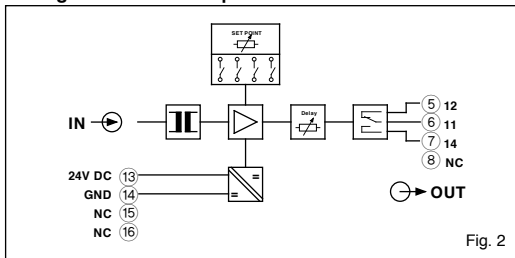 SET POINT
IN
Delay
5 12
6 11
7 14
8 NC
24V DC 13
GND 14
NC 15
NC 16
OUT
Fig. 2